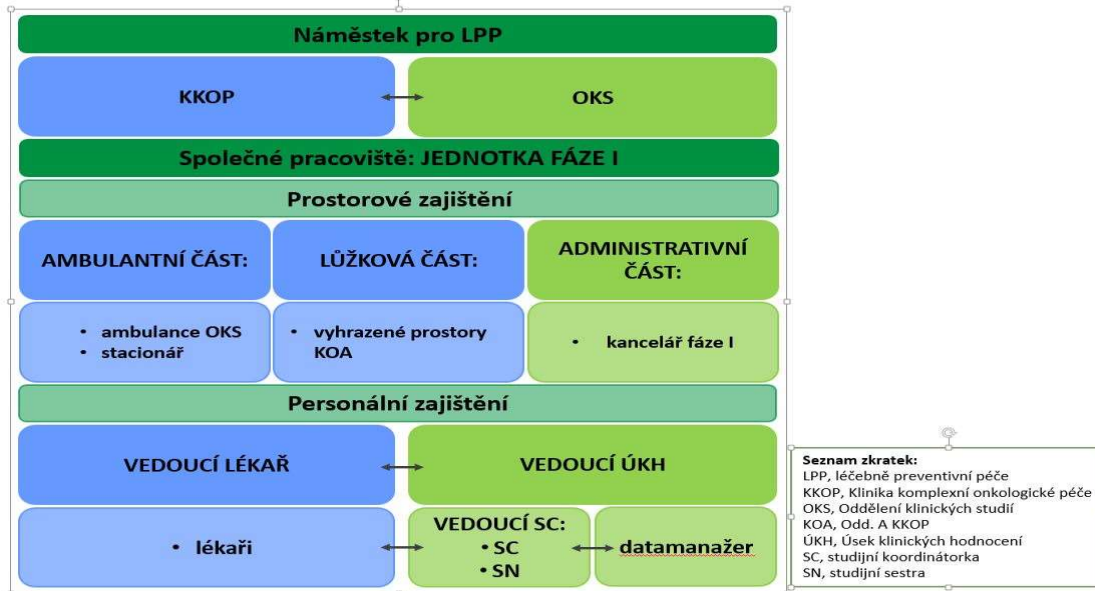 Náměstek pro LPP
KKOP
OKS
Společné pracoviště: JEDNOTKA FÁZE I
Prostorové zajištění
AMBULANTNÍ ČÁST:
LŮŽKOVÁ ČÁST:
ADMINISTRATIVNÍ
ČÁST:
• ambulance OKS
• stacionář
• vyhrazené prostory
KOA
• kancelář fáze I
Personální zajištění
VEDOUCÍ LÉKAŘ
VEDOUCÍ ÚKH
• lékaři
VEDOUCÍ SC:
• SC
• SN
datamanažer
Seznam zkratek:
LPP, léčebně preventivní péče
KKOP, Klinika komplexní onkologické péče
OKS, Oddělení klinických studií
KOA, Odd. A KKOP
ÚKH, Úsek klinických hodnocení
SC, studijní koordinátorka
SN, studijní sestra